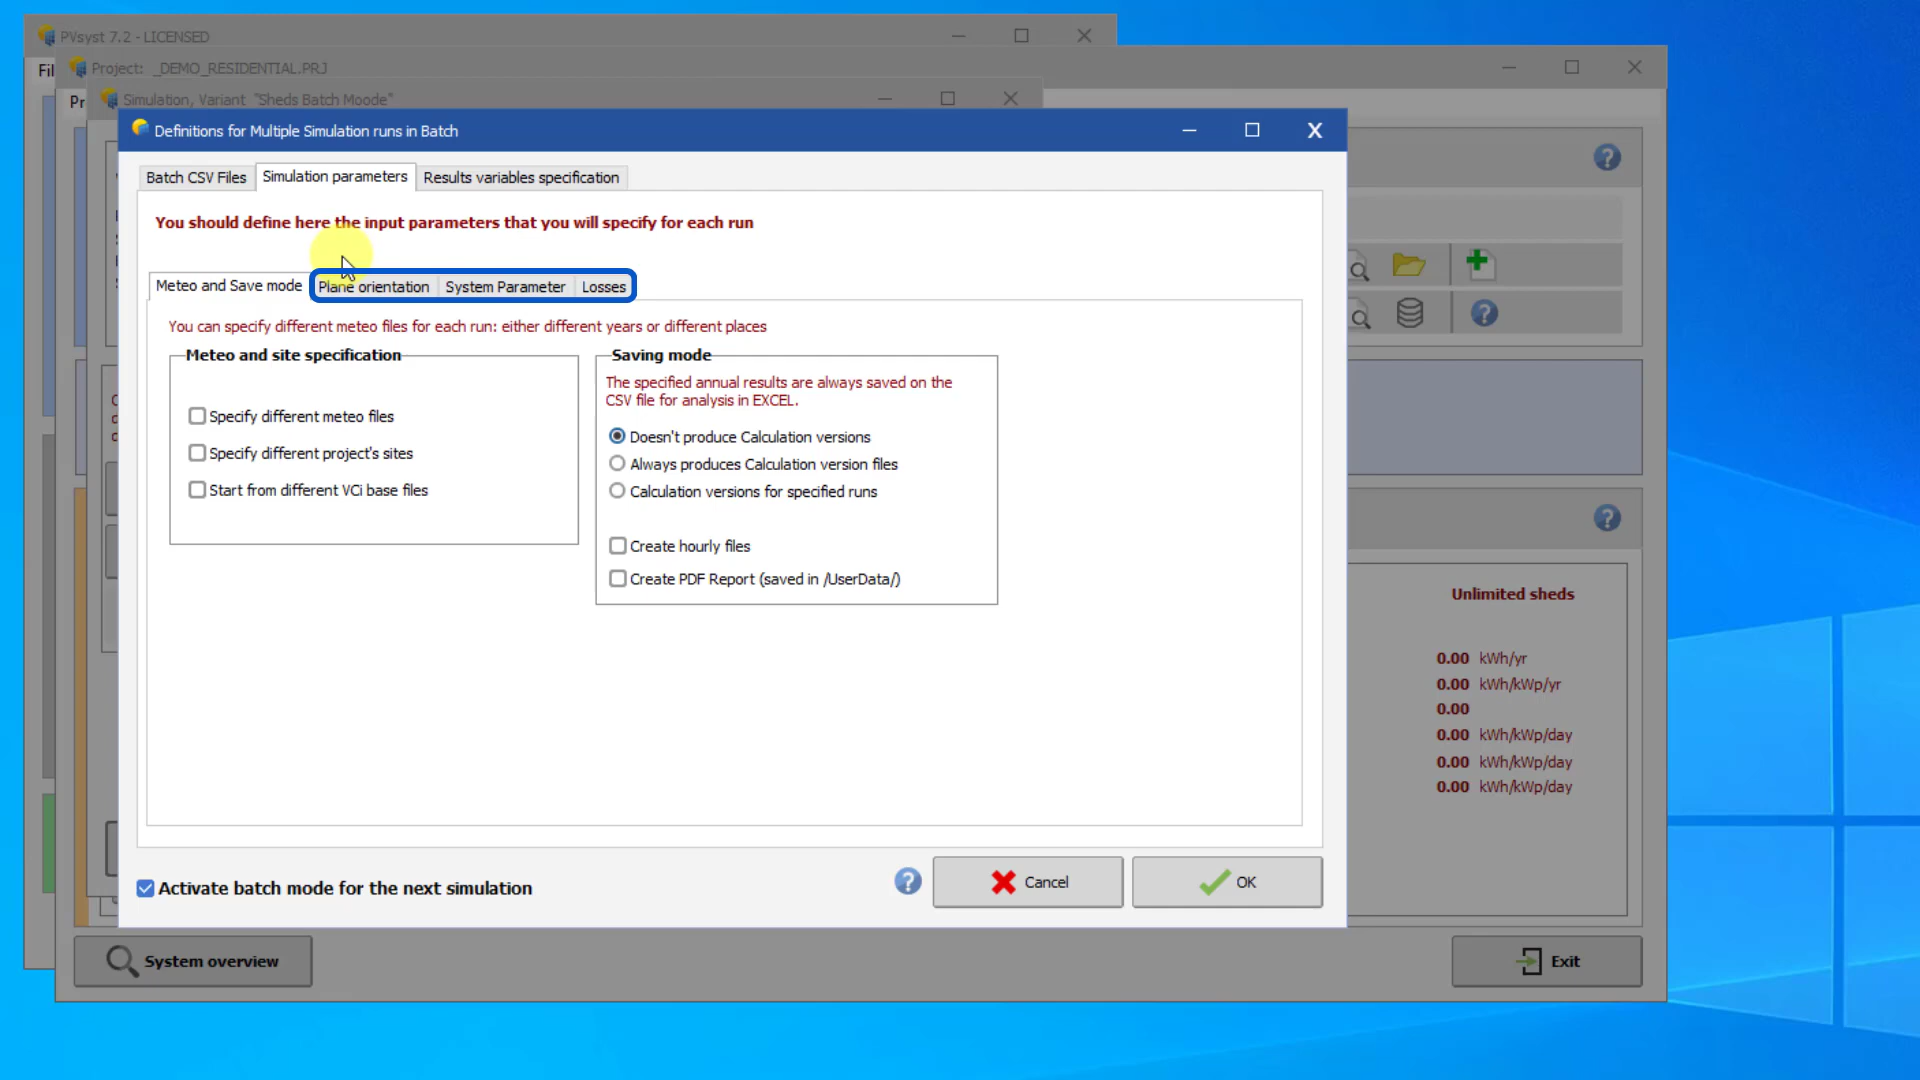 PVsyst 7.2 - LICENSED
Fil
Project: _DEMO_RESIDENTIAL.PRJ
Pr
Simulation, Variant "Sheds Batch Moode"
Definitions for Multiple Simulation runs in Batch
Batch CSV Files
Simulation parameters
Results variables specification
You should define here the input parameters that you will specify for each run
Meteo and Save mode
Plane orientation
System Parameter
Losses
You can specify different meteo files for each run: either different years or different places
Meteo and site specification
Specify different meteo files
Specify different project's sites
Start from different VCi base files
Saving mode
The specified annual results are always saved on the
CSV file for analysis in EXCEL.
Doesn't produce Calculation versions
Always produces Calculation version files
Calculation versions for specified runs
Create hourly files
Create PDF Report (saved in /UserData/)
Unlimited sheds
0.00 kWh/yr
0.00 kWh/kWp/yr
0.00
0.00 kWh/kWp/day
0.00 kWh/kWp/day
0.00 kWh/kWp/day
Activate batch mode for the next simulation
Cancel
OK
System overview
Exit